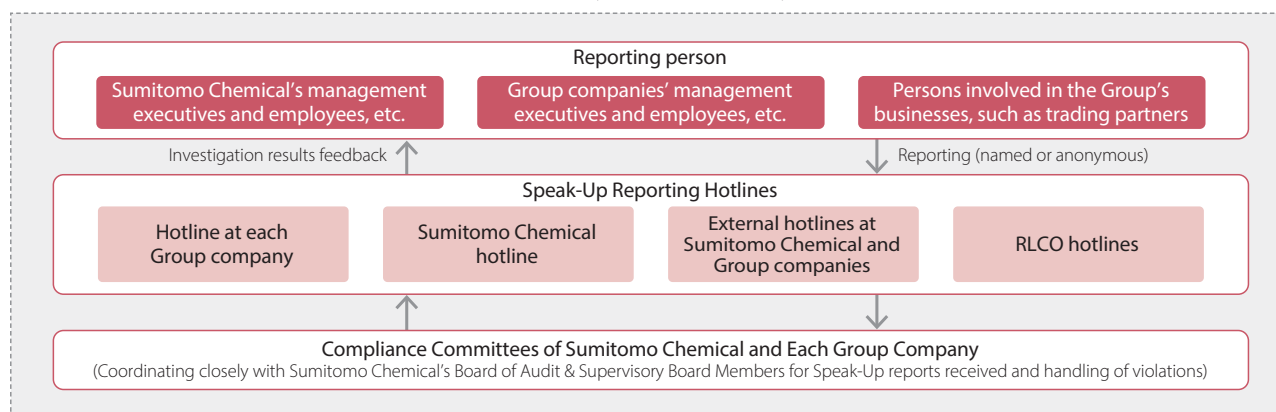 Reporting person
Sumitomo Chemical’s management
executives and employees, etc.
Group companies’ management
executives and employees, etc.
Persons involved in the Group’s
businesses, such as trading partners
Investigation results feedback
Reporting (named or anonymous)
Speak-Up Reporting Hotlines
Hotline at each
Group company
Sumitomo Chemical
hotline
External hotlines at
Sumitomo Chemical and
Group companies
RLCO hotlines
Compliance Committees of Sumitomo Chemical and Each Group Company
(Coordinating closely with Sumitomo Chemical’s Board of Audit & Supervisory Board Members for Speak-Up reports received and handling of violations)